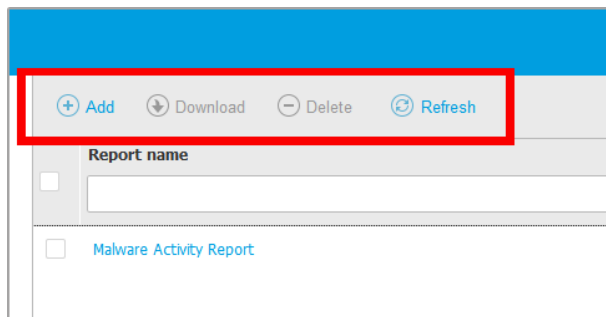 Add Download Delete Refresh
Report name
Malware Activity Report